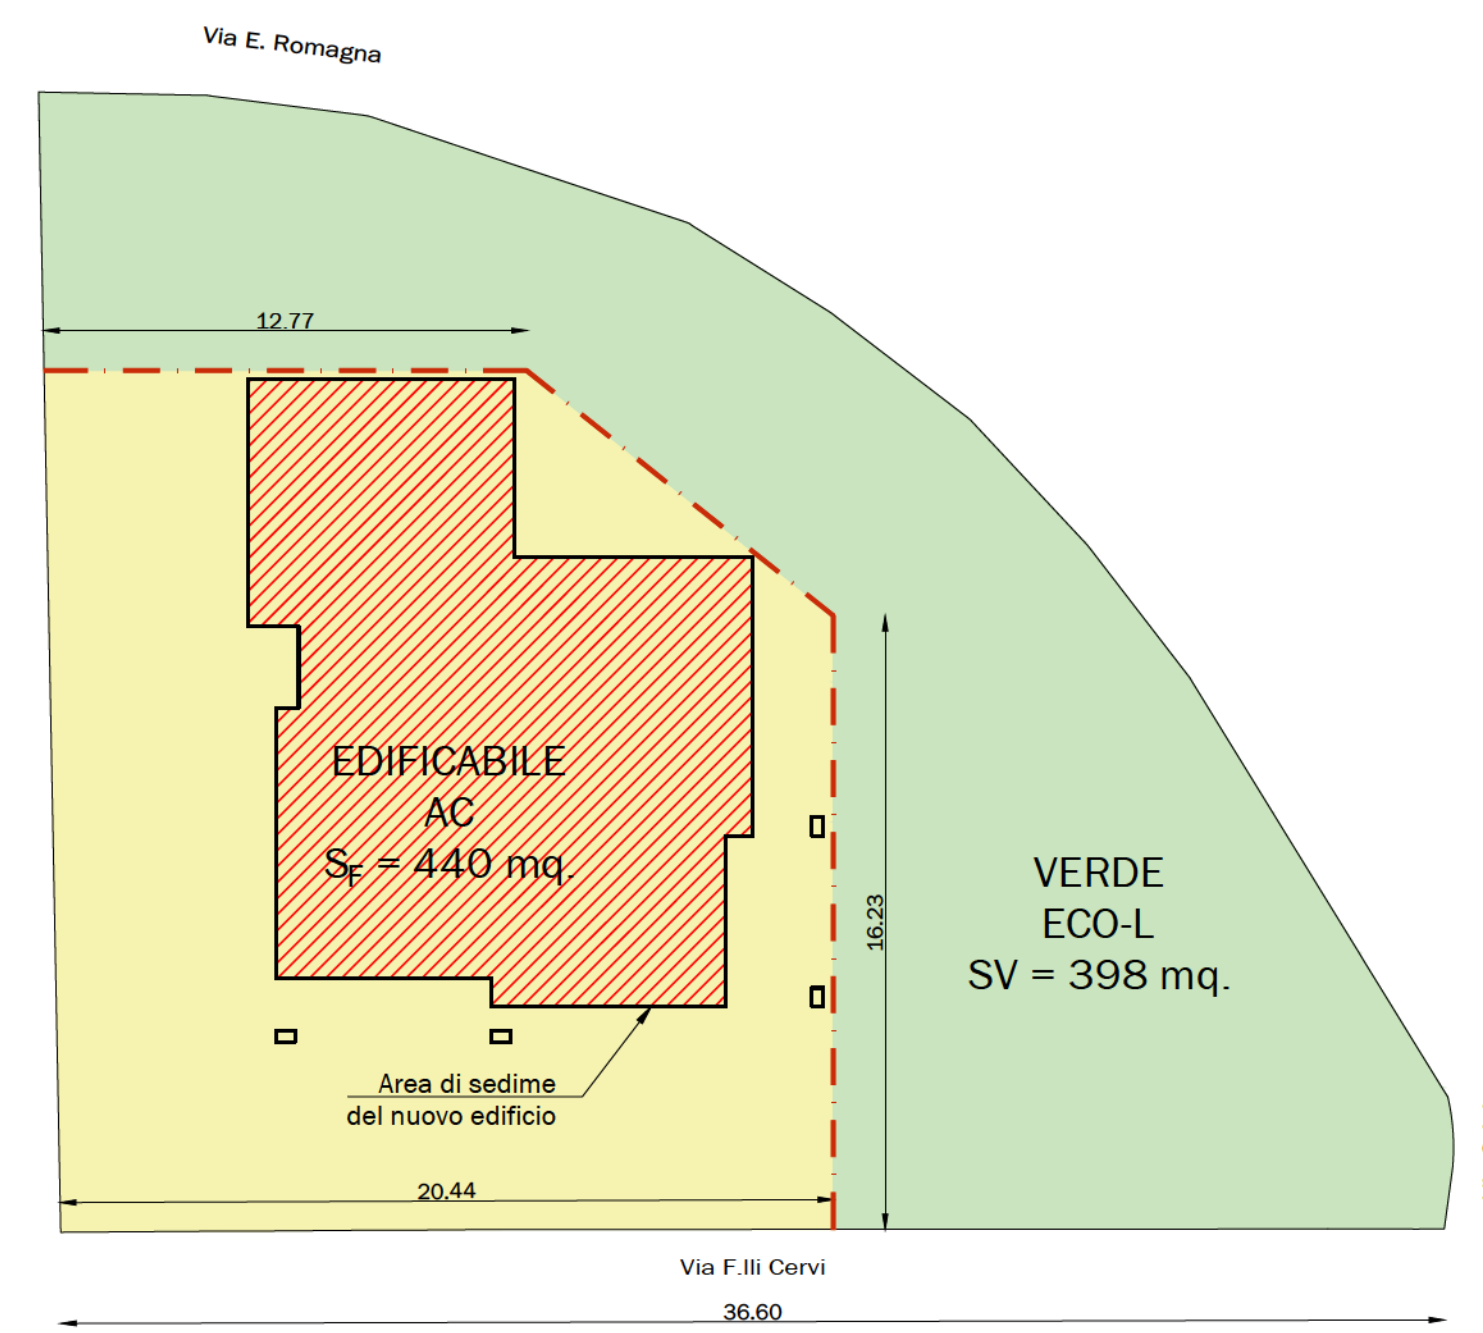 Via E. Romagna
12.77
EDIFICABILE
AC
SF = 440 mq.
16.23
VERDE
ECO-L
SV = 398 mq.
Area di sedime
del nuovo edificio
20.44
Via F.lli Cervi
36.60